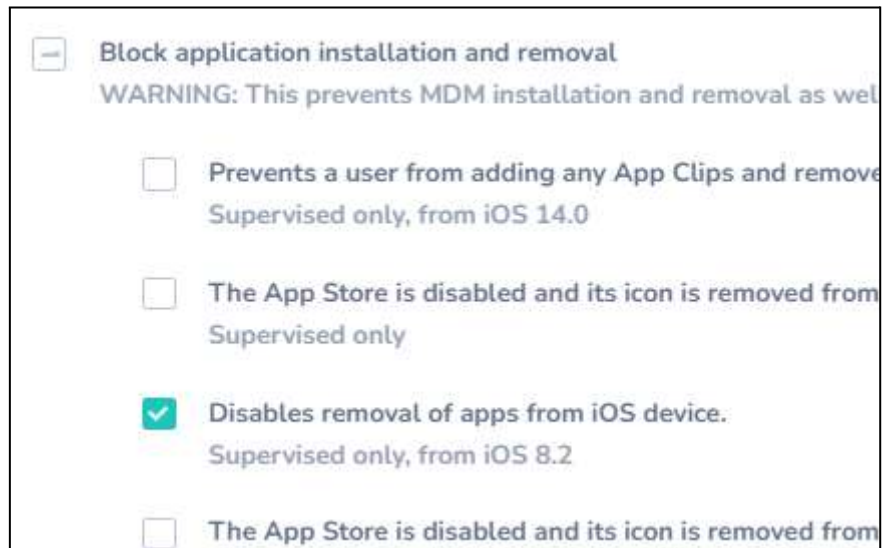 Block application installation and removal
WARNING: This prevents MDM installation and removal as wel
Prevents a user from adding any App Clips and remove
Supervised only, from iOS 14.0
The App Store is disabled and its icon is removed from
Supervised only
Disables removal of apps from iOS device.
Supervised only, from iOS 8.2
The App Store is disabled and its icon is removed from